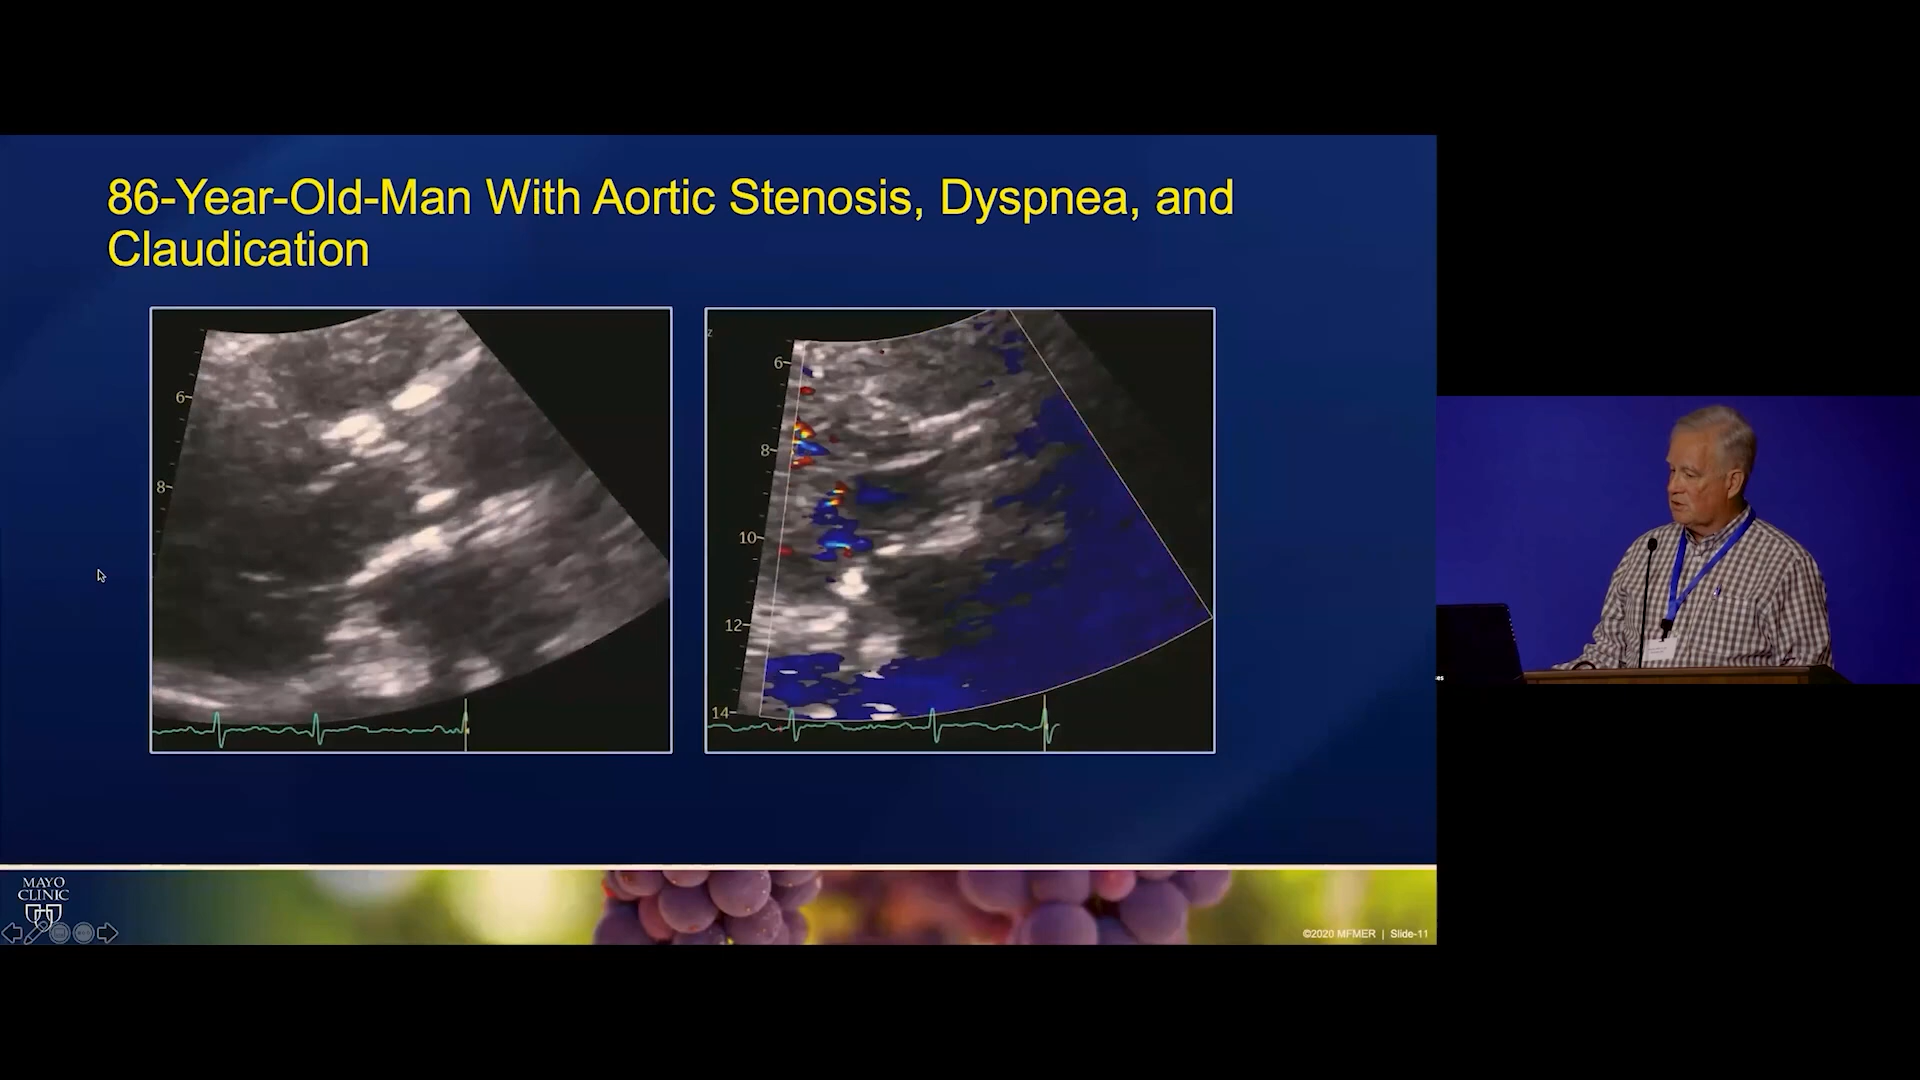 86-Year-Old-Man With Aortic Stenosis, Dyspnea, and
Claudication
6
8
z
6
8
10
12
14
MAYO
CLINIC
©2020 MFMER | Slide-11